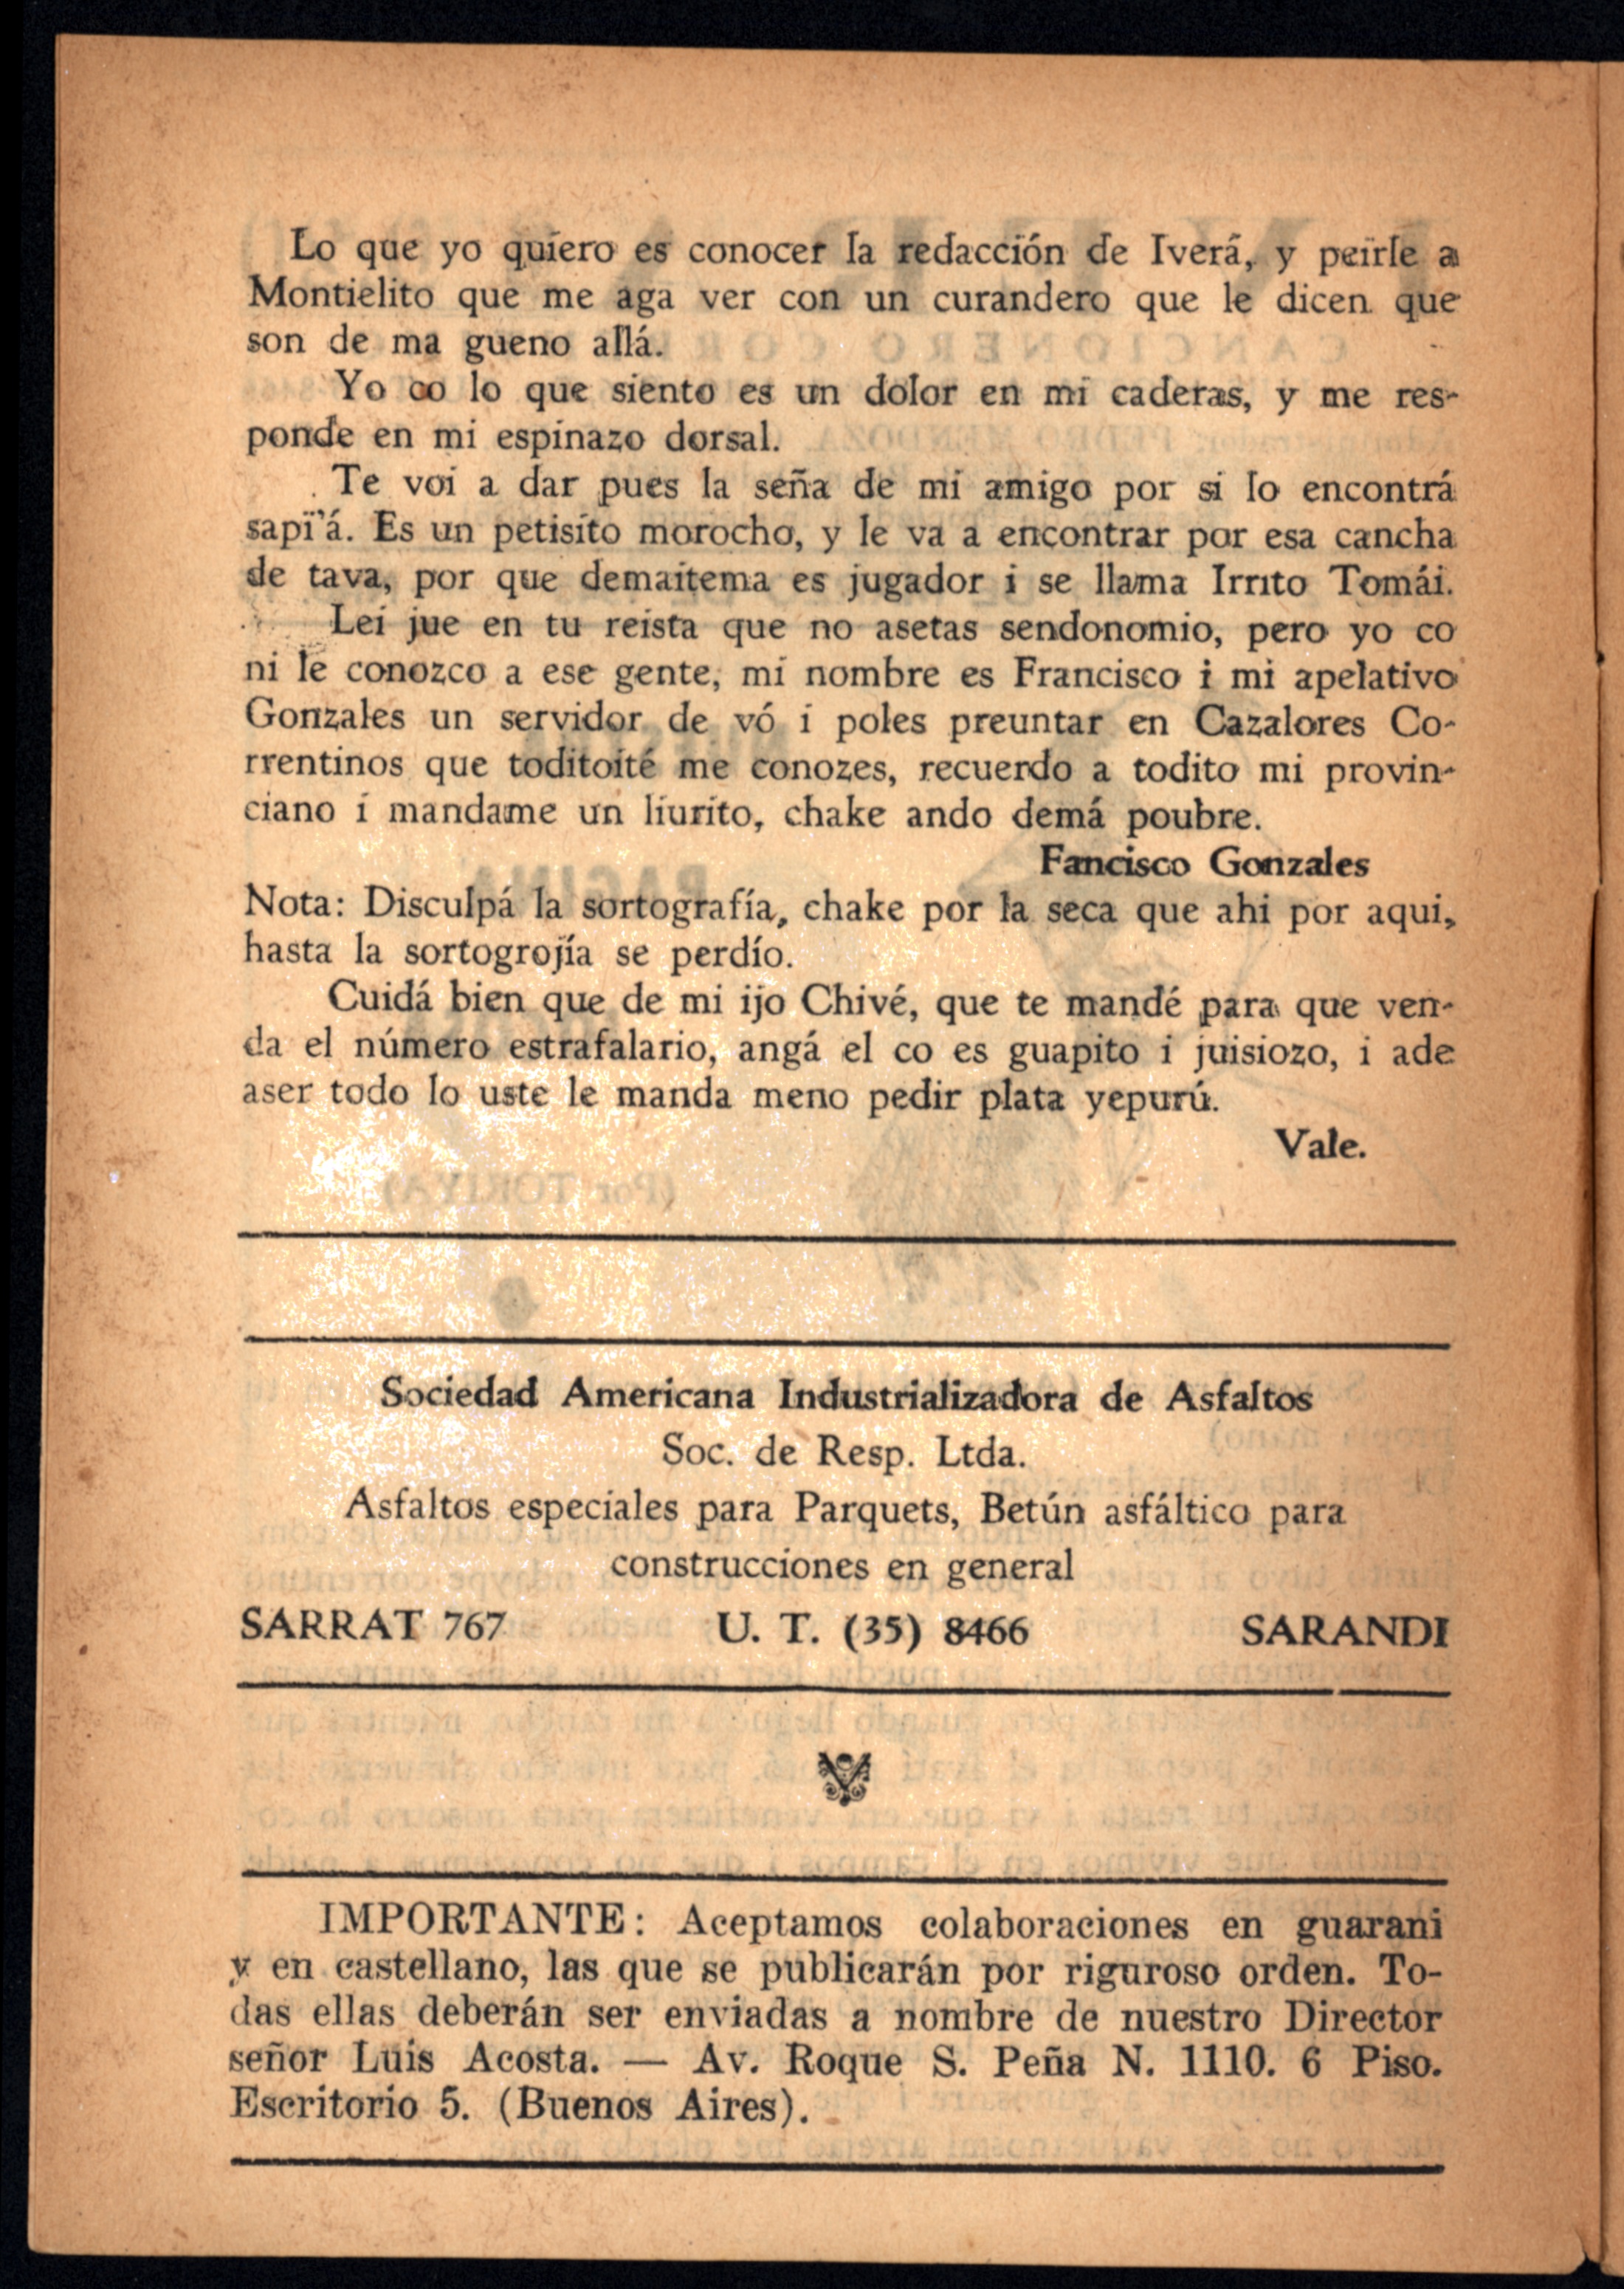 Lo que yo quiero es conocer la redacción de Iverá, y peirle a
Montielito que me aga ver con un curandero que le dicen que
son de ma gueno allá.
Yo co lo que siento es un dolor en mi caderas, y me res-
ponde en mi espinazo dorsal.
Te voi a dar pues la seña de mi amigo por si lo encontrá
sapï'á. Es un petisito morocho, y le va a encontrar por esa cancha
de tava, por que demaitema es jugador i se llama Irrito Tomái.
Lei jue en tu reista que no asetas sendonomio, pero yo co
ni le conozco a ese gente, mi nombre es Francisco i mi apelativo
Gonzales un servidor de vó i poles preuntar en Cazalores Co-
rrentinos que toditoité me conozes, recuerdo a todito mi provin-
ciano i mandame un liurito, chake ando demá poubre.
Fancisco Gonzales
Nota: Disculpá la sortografía, chake por la seca que ahi por aqui,
hasta la sortogrojía se perdío.
Cuidá bien que de mi ijo Chivé, que te mandé para que ven-
da el número estrafalario, angá el co es guapito i juisiozo, i ade
aser todo lo uste le manda meno pedir plata yepurú.
Vale.
Sociedad Americana Industrializadora de Asfaltos
Soc. de Resp. Ltda.
Asfaltos especiales para Parquets, Betún asfáltico para
construcciones en general
SARRAT 767 U. T. (35) 8466 SARANDI
IMPORTANTE: Aceptamos colaboraciones en guarani
y en castellano, las que se publicarán por riguroso orden. To-
das ellas deberán ser enviadas a nombre de nuestro Director
señor Luis Acosta. — Av. Roque S. Peña N. 1110. 6 Piso.
Escritorio 5. (Buenos Aires).